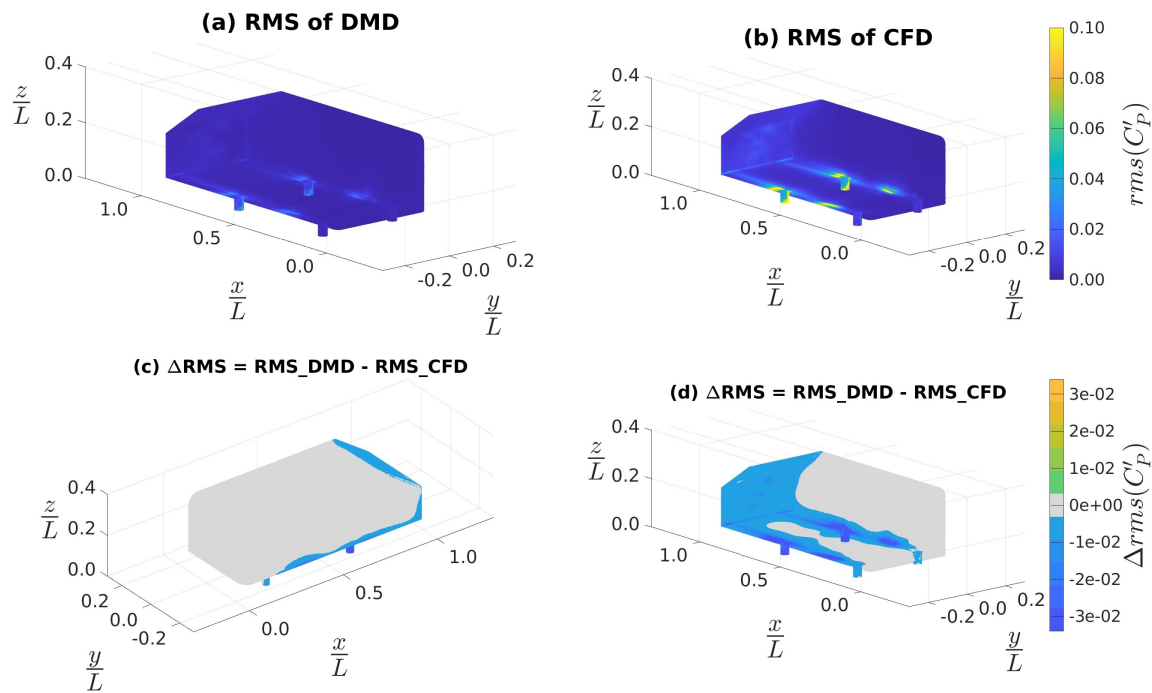 (a) RMS of DMD
(b) RMS of CFD
0.4
z/L
0.2
0.0
1.0
0.5
0.0
x/L
-0.2
0.0
0.2
y/L
0.4
z/L
0.2
0.0
1.0
0.5
0.0
x/L
-0.2
0.0
0.2
y/L
0.10
0.08
0.06
0.04
0.02
0.00
rms(C'_P)
(c) ΔRMS = RMS_DMD - RMS_CFD
(d) ΔRMS = RMS_DMD - RMS_CFD
0.4
z/L
0.2
0.0
0.2
0.0
-0.2
y/L
0.0
0.5
1.0
x/L
0.4
z/L
0.2
0.0
1.0
0.5
0.0
x/L
-0.2
0.0
0.2
y/L
3e-02
2e-02
1e-02
0e+00
-1e-02
-2e-02
-3e-02
Δrms(C'_P)